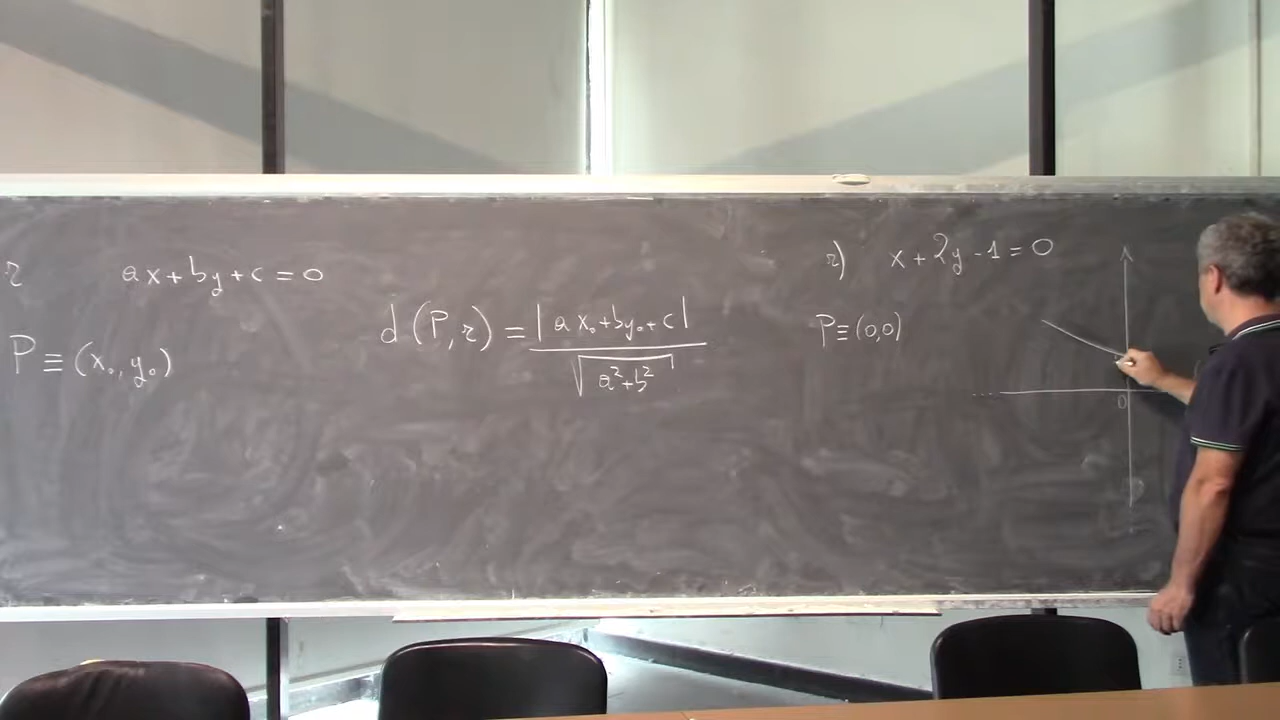 r ax+by+c=0
P≡(x₀,y₀)
d(P,r)=|ax₀+by₀+c|/√(a²+b²)
r) x+2y-1=0
P≡(0,0)
0